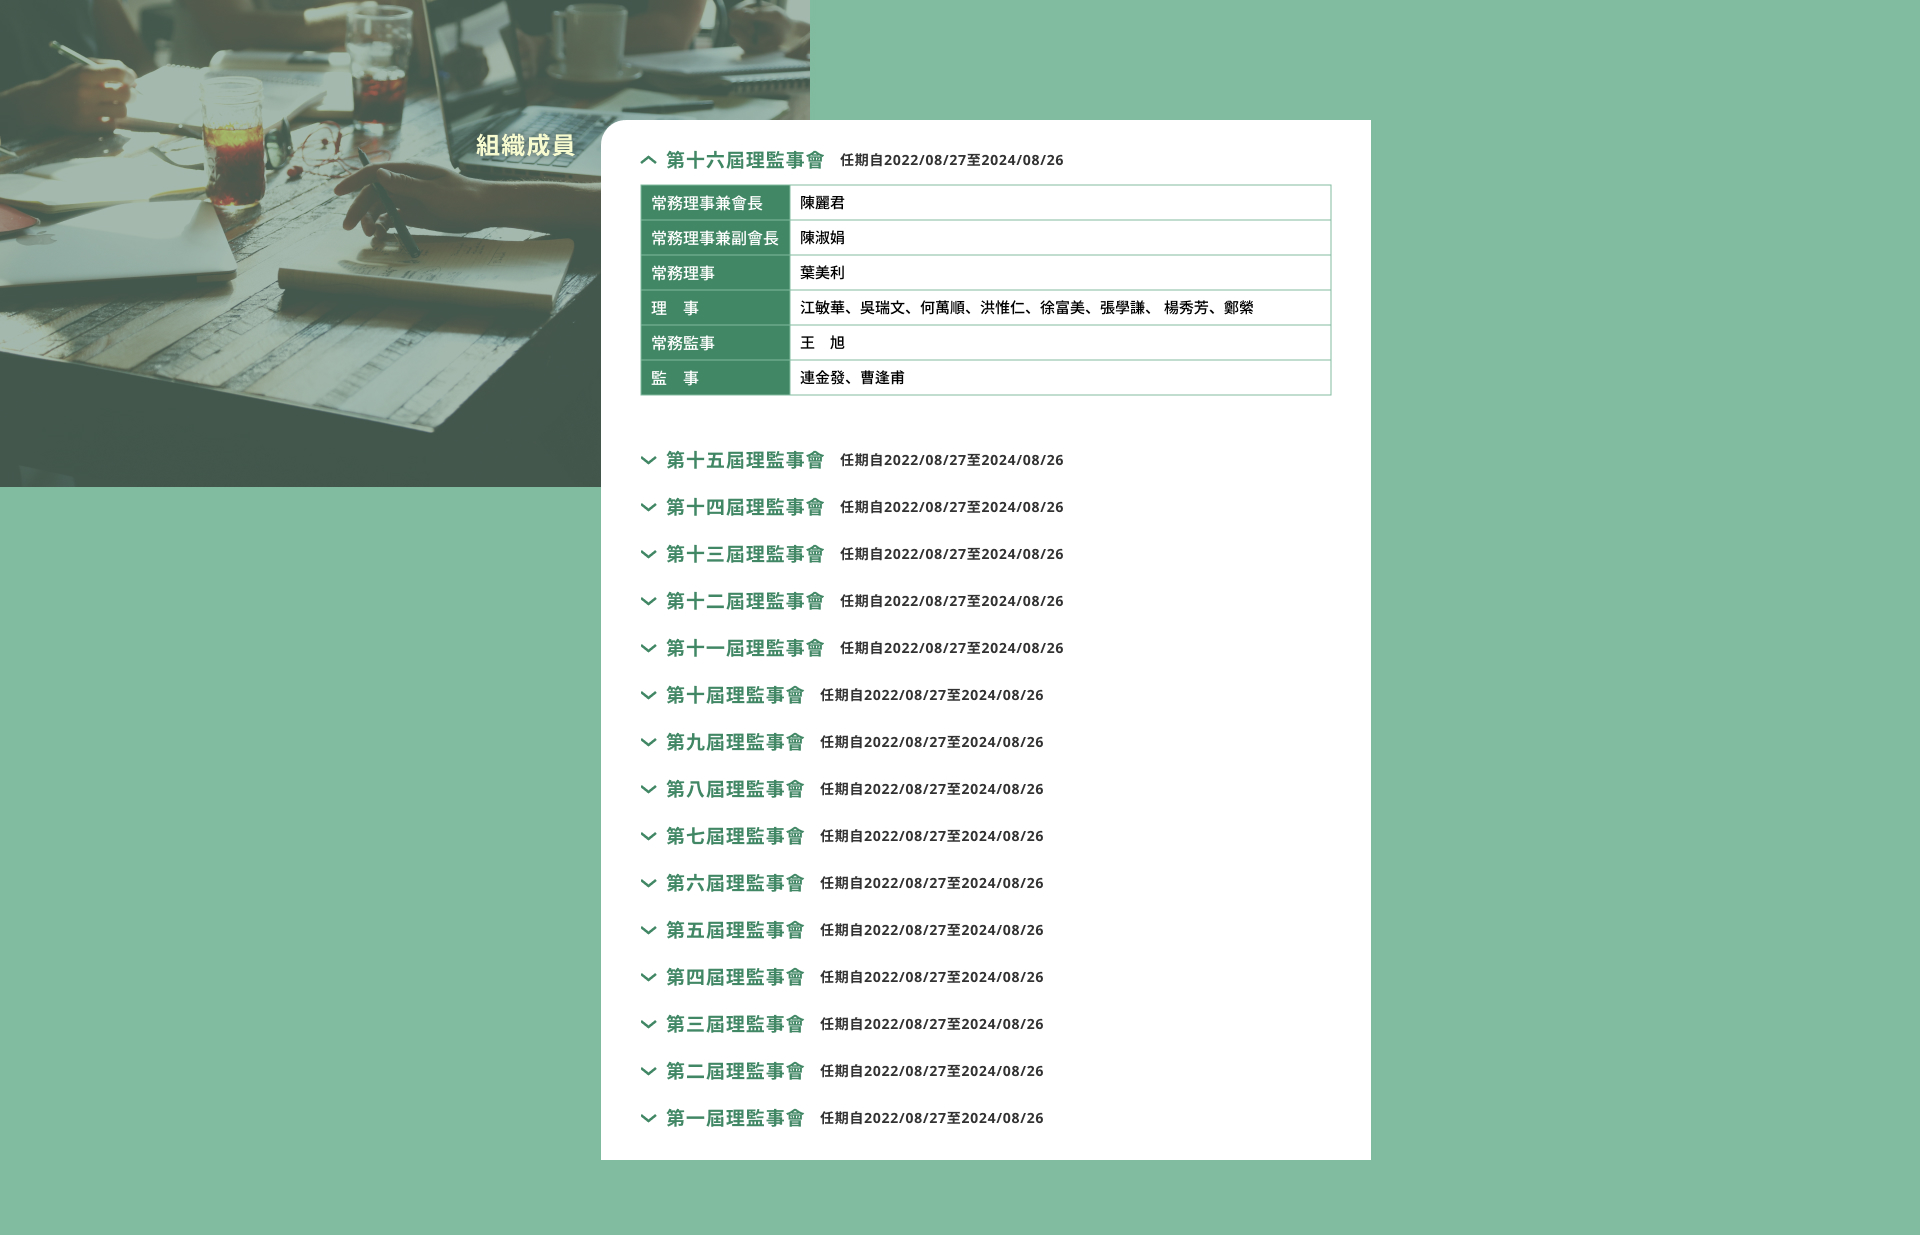 組織成員
第十六屆理監事會 任期自2022/08/27至2024/08/26
常務理事兼會長 陳麗君
常務理事兼副會長 陳淑娟
常務理事 葉美利
理　事 江敏華、吳瑞文、何萬順、洪惟仁、徐富美、張學謙、 楊秀芳、鄭縈
常務監事 王　旭
監　事 連金發、曹逢甫
第十五屆理監事會 任期自2022/08/27至2024/08/26
第十四屆理監事會 任期自2022/08/27至2024/08/26
第十三屆理監事會 任期自2022/08/27至2024/08/26
第十二屆理監事會 任期自2022/08/27至2024/08/26
第十一屆理監事會 任期自2022/08/27至2024/08/26
第十屆理監事會 任期自2022/08/27至2024/08/26
第九屆理監事會 任期自2022/08/27至2024/08/26
第八屆理監事會 任期自2022/08/27至2024/08/26
第七屆理監事會 任期自2022/08/27至2024/08/26
第六屆理監事會 任期自2022/08/27至2024/08/26
第五屆理監事會 任期自2022/08/27至2024/08/26
第四屆理監事會 任期自2022/08/27至2024/08/26
第三屆理監事會 任期自2022/08/27至2024/08/26
第二屆理監事會 任期自2022/08/27至2024/08/26
第一屆理監事會 任期自2022/08/27至2024/08/26